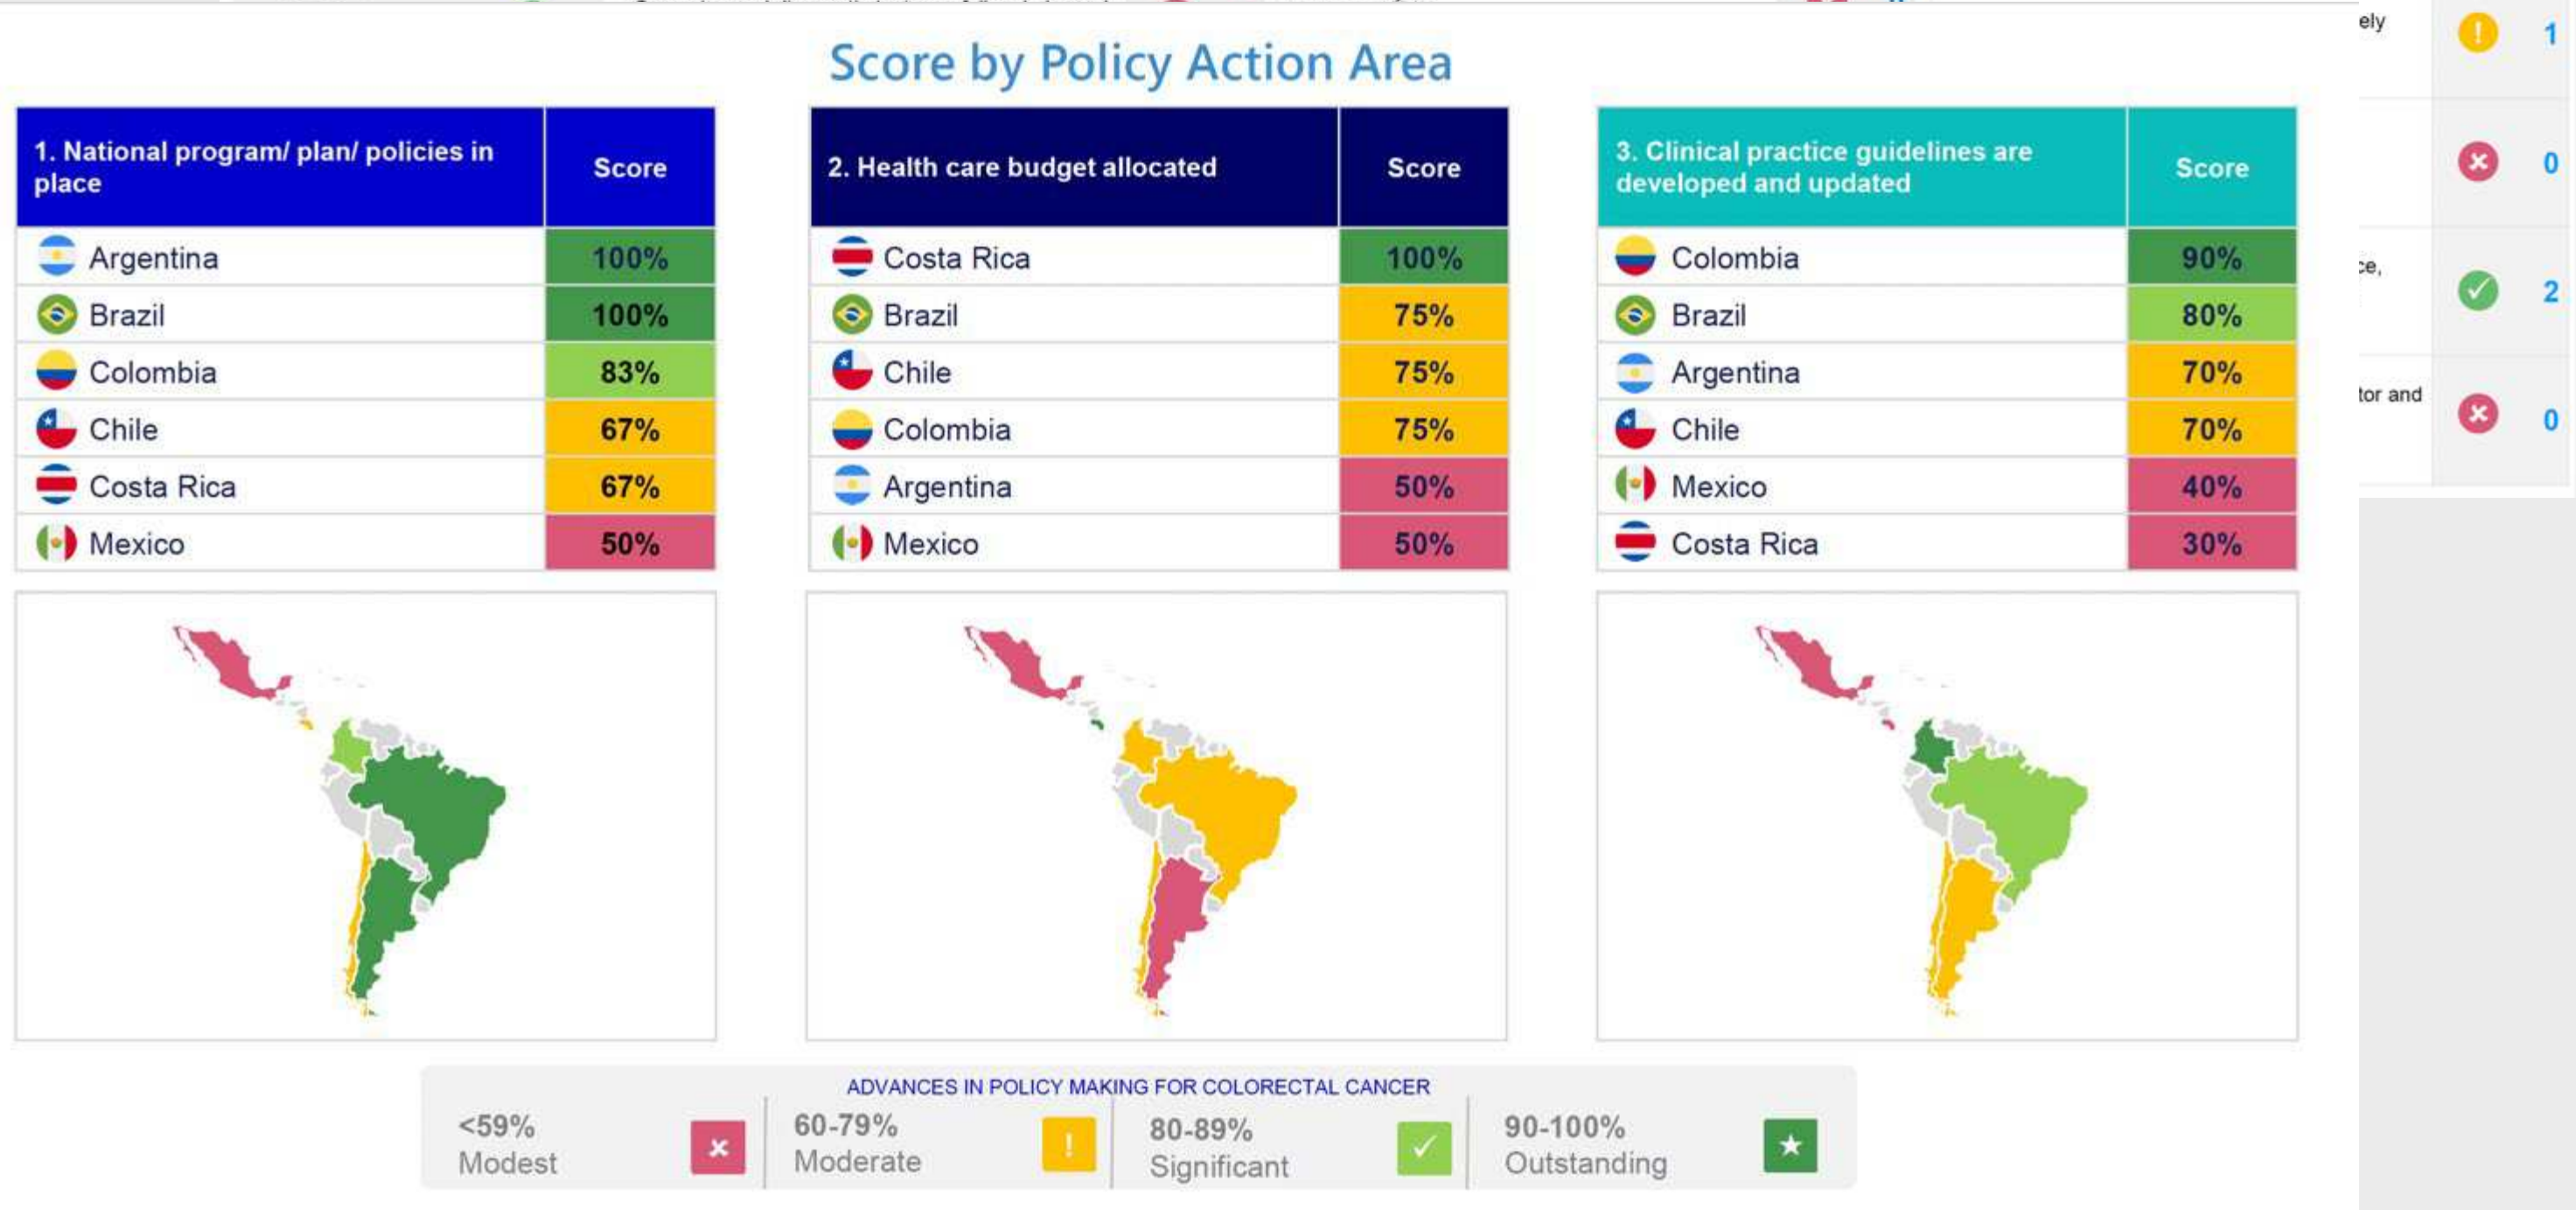 Score by Policy Action Area
1. National program/ plan/ policies in
place
Score
Argentina 100%
Brazil 100%
Colombia 83%
Chile 67%
Costa Rica 67%
Mexico 50%
2. Health care budget allocated
Score
Costa Rica 100%
Brazil 75%
Chile 75%
Colombia 75%
Argentina 50%
Mexico 50%
3. Clinical practice guidelines are
developed and updated
Score
Colombia 90%
Brazil 80%
Argentina 70%
Chile 70%
Mexico 40%
Costa Rica 30%
ADVANCES IN POLICY MAKING FOR COLORECTAL CANCER
<59%
Modest
60-79%
Moderate
80-89%
Significant
90-100%
Outstanding
ely
1
0
ce,
2
tor and
0